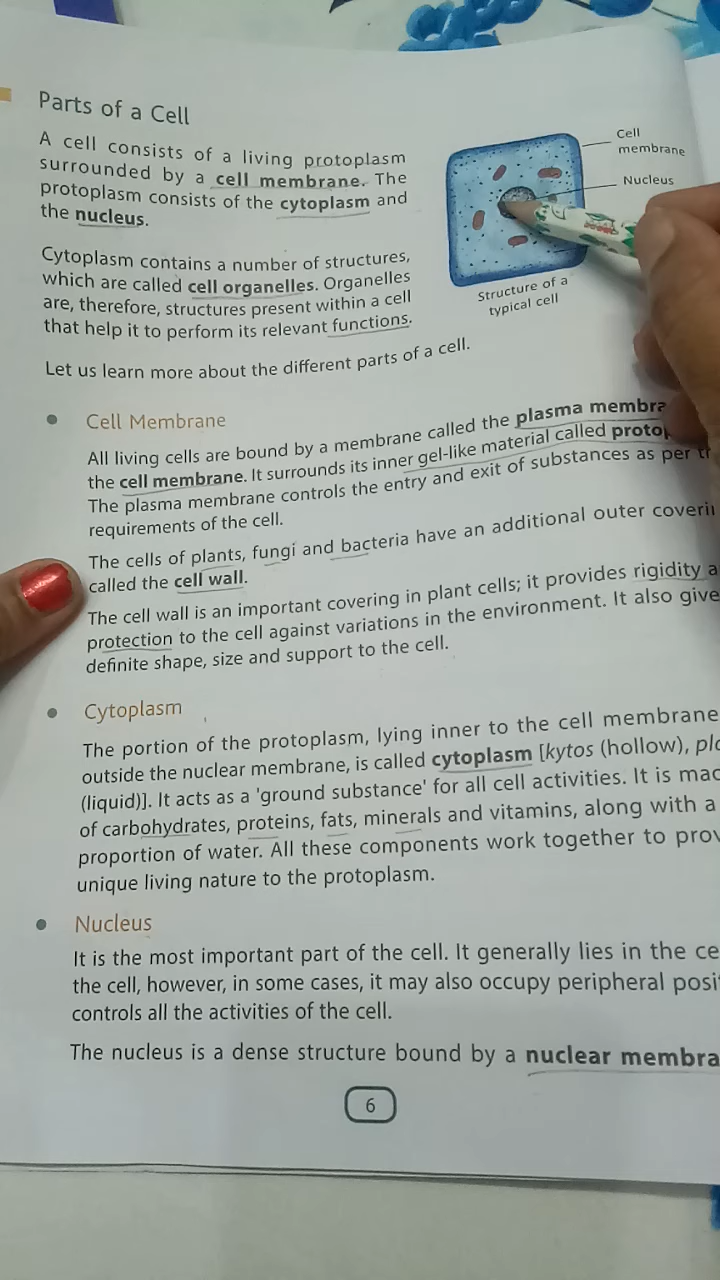 Parts of a Cell
A cell consists of a living protoplasm
surrounded by a cell membrane. The
protoplasm consists of the cytoplasm and
the nucleus.
Cytoplasm contains a number of structures,
which are called cell organelles. Organelles
are, therefore, structures present within a cell
that help it to perform its relevant functions.
Cell
membrane
Nucleus
Structure of a
typical cell
Let us learn more about the different parts of a cell.
Cell Membrane
All living cells are bound by a membrane called the plasma
the cell membrane. It surrounds its inner gel-like material called
The plasma membrane controls the entry and exit of substances as per
requirements of the cell.
The cells of plants, fungi and bacteria have an additional outer
called the cell wall.
The cell wall is an important covering in plant cells; it provides rigidity
protection to the cell against variations in the environment. It also
definite shape, size and support to the cell.
Cytoplasm
The portion of the protoplasm, lying inner to the cell membrane
outside the nuclear membrane, is called cytoplasm [kytos (hollow),
(liquid)]. It acts as a 'ground substance' for all cell activities. It is
of carbohydrates, proteins, fats, minerals and vitamins, along with a
proportion of water. All these components work together to
unique living nature to the protoplasm.
Nucleus
It is the most important part of the cell. It generally lies in the
the cell, however, in some cases, it may also occupy peripheral
controls all the activities of the cell.
The nucleus is a dense structure bound by a nuclear
6